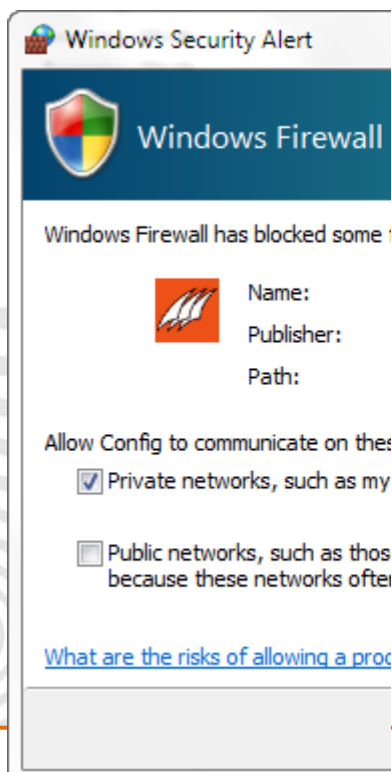 Windows Security Alert
Windows Firewall
Windows Firewall has blocked some
Name:
Publisher:
Path:
Allow Config to communicate on thes
Private networks, such as my
Public networks, such as thos
because these networks ofte
What are the risks of allowing a pro